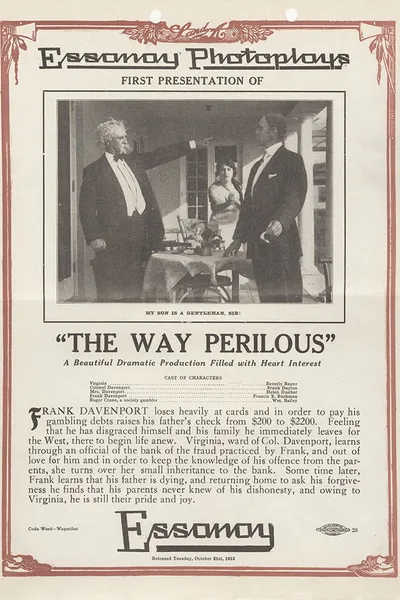 Essanay Photoplays
FIRST PRESENTATION OF
MY SON IS A GENTLEMAN, SIR!
"THE WAY PERILOUS"
A Beautiful Dramatic Production Filled with Heart Interest
CAST OF CHARACTERS
Virginia Beverly Bayne
Colonel Davenport Frank Dayton
Mrs. Davenport Helen Dunbar
Frank Davenport Francis X. Bushman
Roger Crane, a society gambler Wm. Bailey
FRANK DAVENPORT loses heavily at cards and in order to pay his
gambling debts raises his father's check from $200 to $2200. Feeling
that he has disgraced himself and his family he immediately leaves for
the West, there to begin life anew. Virginia, ward of Col. Davenport, learns
through an official of the bank of the fraud practiced by Frank, and out of
love for him and in order to keep the knowledge of his offence from the par-
ents, she turns over her small inheritance to the bank. Some time later,
Frank learns that his father is dying, and returning home to ask his forgive-
ness he finds that his parents never knew of his dishonesty, and owing to
Virginia, he is still their pride and joy.
Code Word—Wayperilus
Essanay
28
Released Tuesday, October 21st, 1913